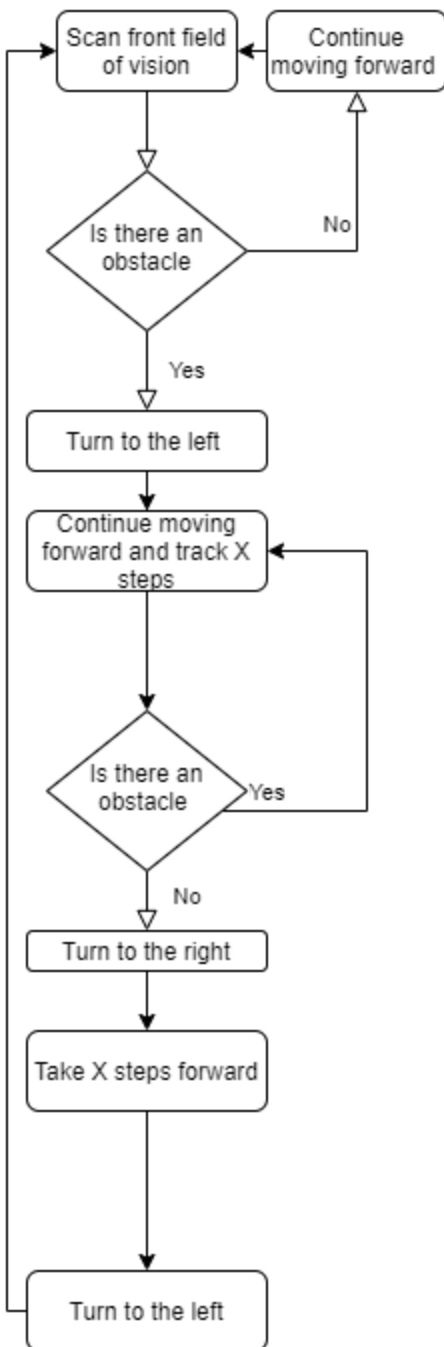 Scan front field
of vision
Continue
moving forward
Is there an
obstacle
No
Yes
Turn to the left
Continue moving
forward and track X
steps
Is there an
obstacle
Yes
No
Turn to the right
Take X steps forward
Turn to the left